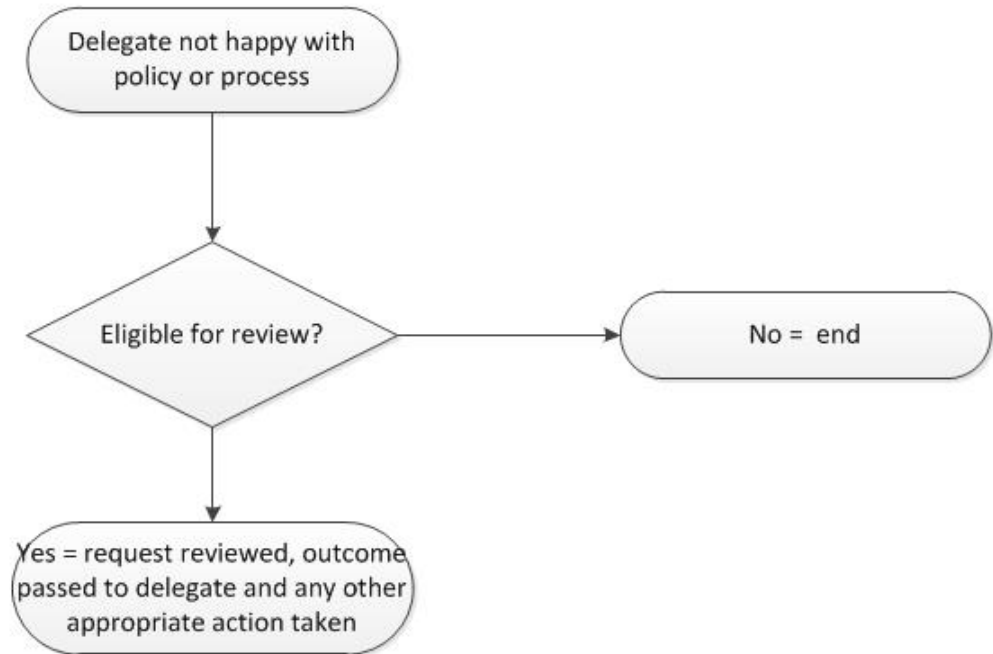 Delegate not happy with
policy or process
Eligible for review?
No = end
Yes = request reviewed, outcome
passed to delegate and any other
appropriate action taken